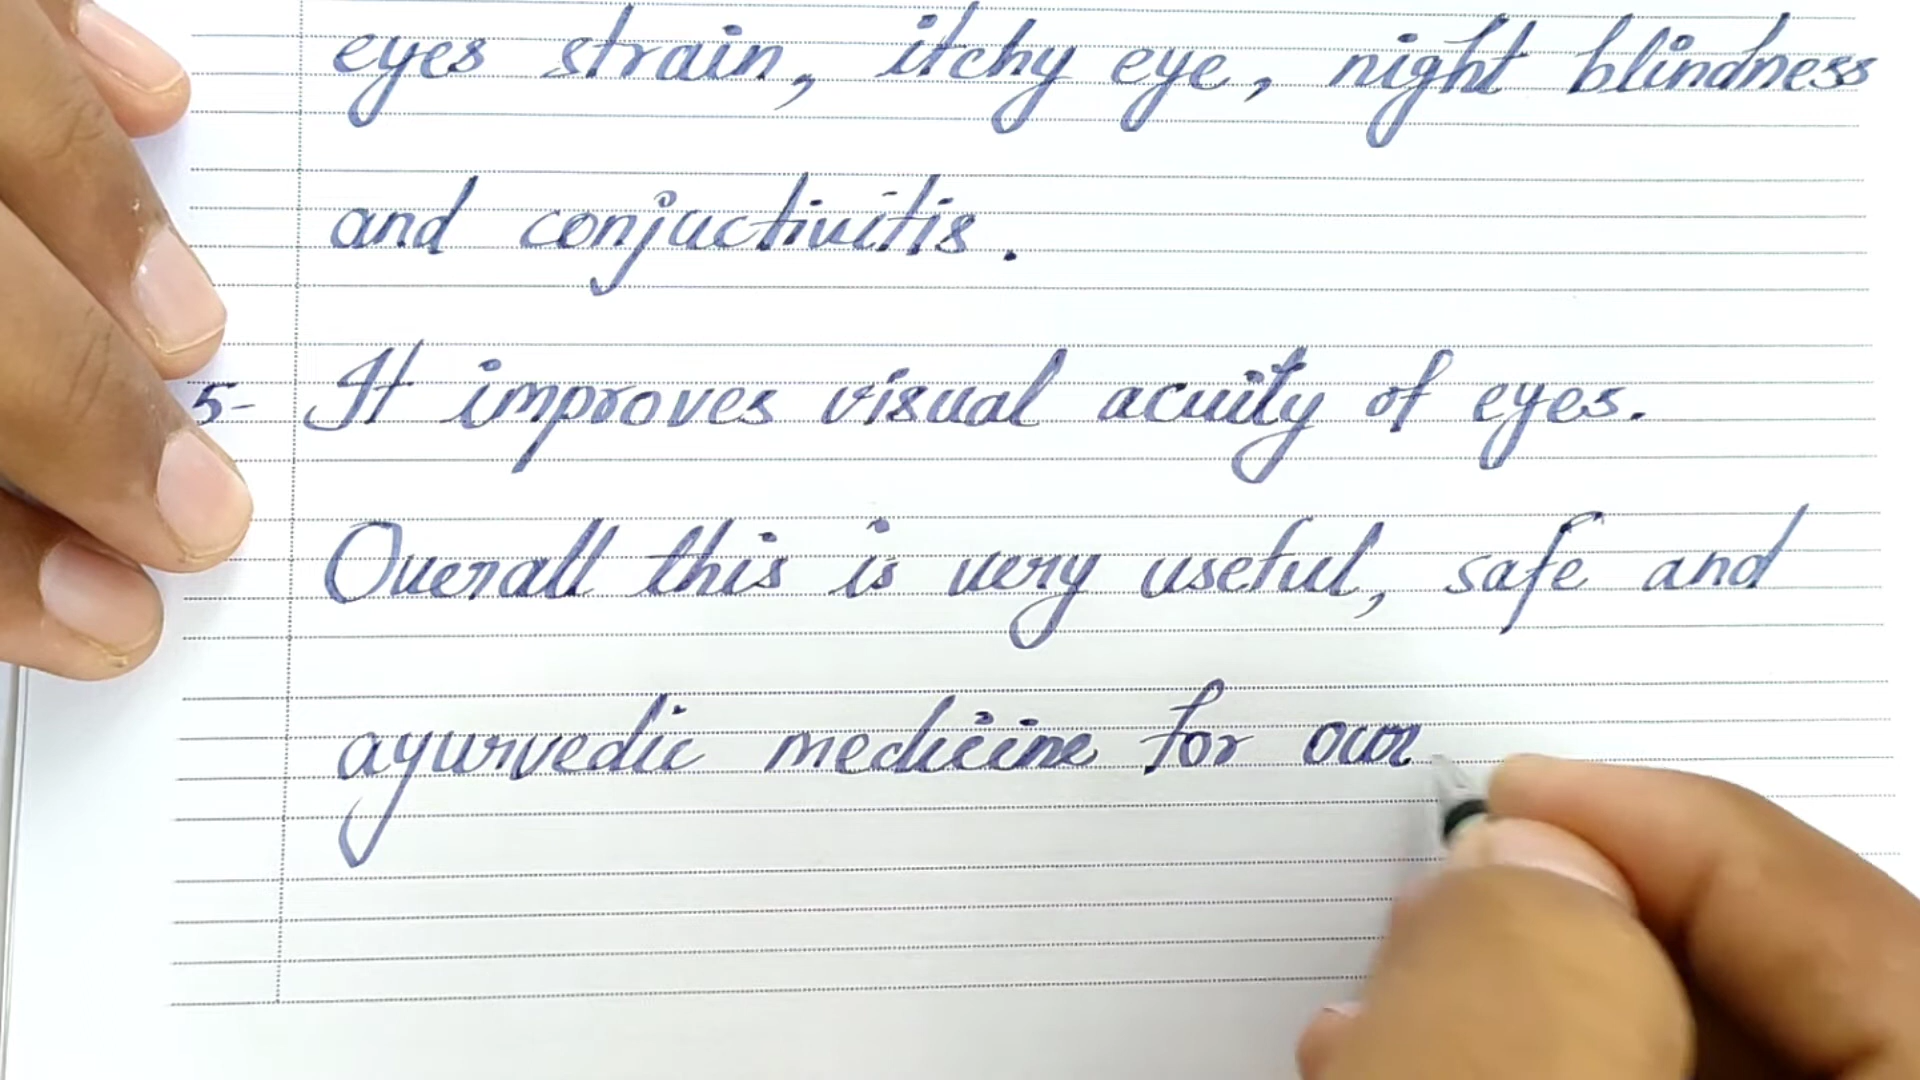 eyes strain, itchy eye, night blindness
and conjuctivitis.
5- It improves visual acuity of eyes.
Overall this is very useful, safe and
ayurvedic medicine for our